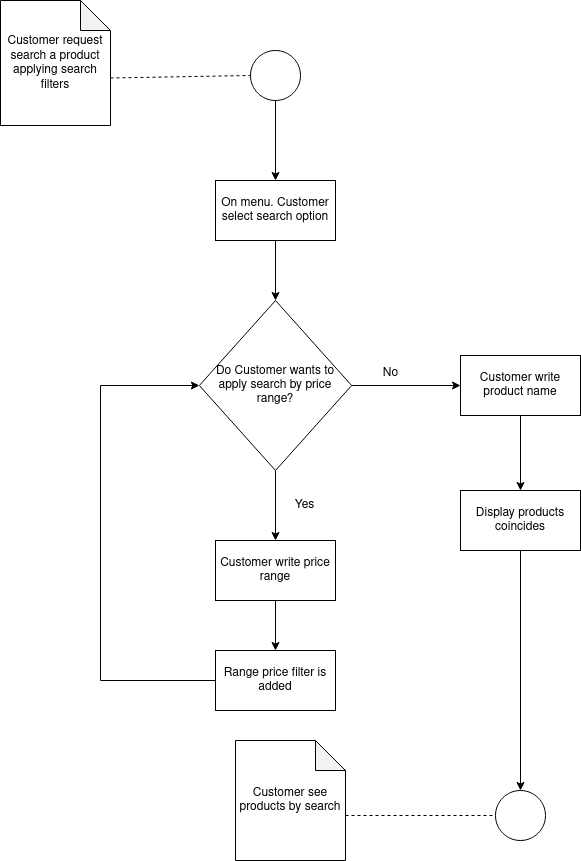 Customer request
search a product
applying search
filters
On menu. Customer
select search option
Do Customer wants to
apply search by price
range?
No
Customer write
product name
Yes
Display products
coincides
Customer write price
range
Range price filter is
added
Customer see
products by search